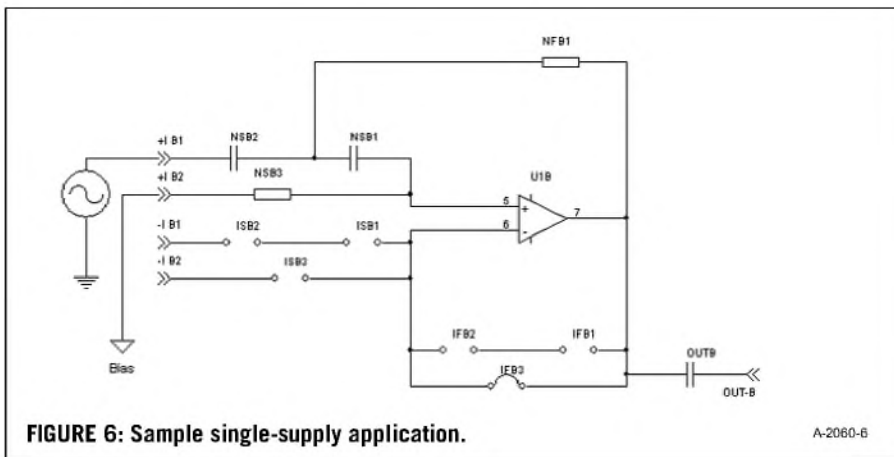 NFB1
+I B1
NSB2
NSB1
+I B2
NSB3
U1B
5
+
7
6
-
-I B1
ISB2
ISB1
-I B2
ISB3
Bias
IFB2
IFB1
IFB3
OUTB
OUT-B
FIGURE 6: Sample single-supply application.
A-2060-6